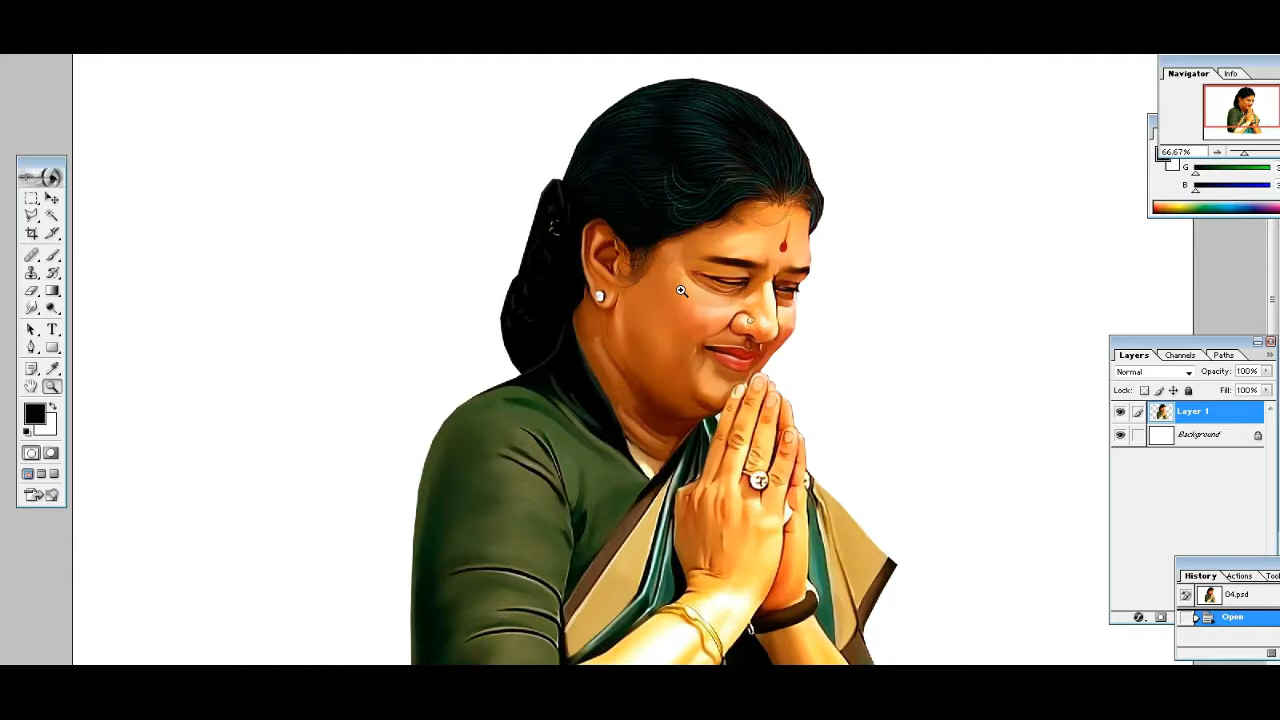 Navigator Info
66.67%
G
B
Layers Channels Paths
Normal Opacity: 100%
Lock: Fill: 100%
Layer 1
Background
History Actions
04.psd
Open
T